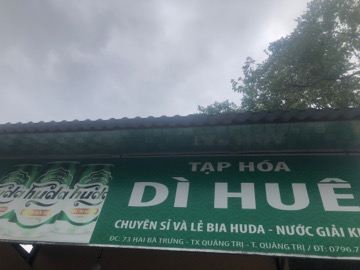 TẠP HÓA
DÌ HUÊ
CHUYÊN SỈ VÀ LẺ BIA HUDA - NƯỚC GIẢI
ĐC: 73 HAI BÀ TRƯNG - TX QUẢNG TRỊ - T. QUẢNG TRỊ / ĐT: 0796.7
Huda Huda Huda